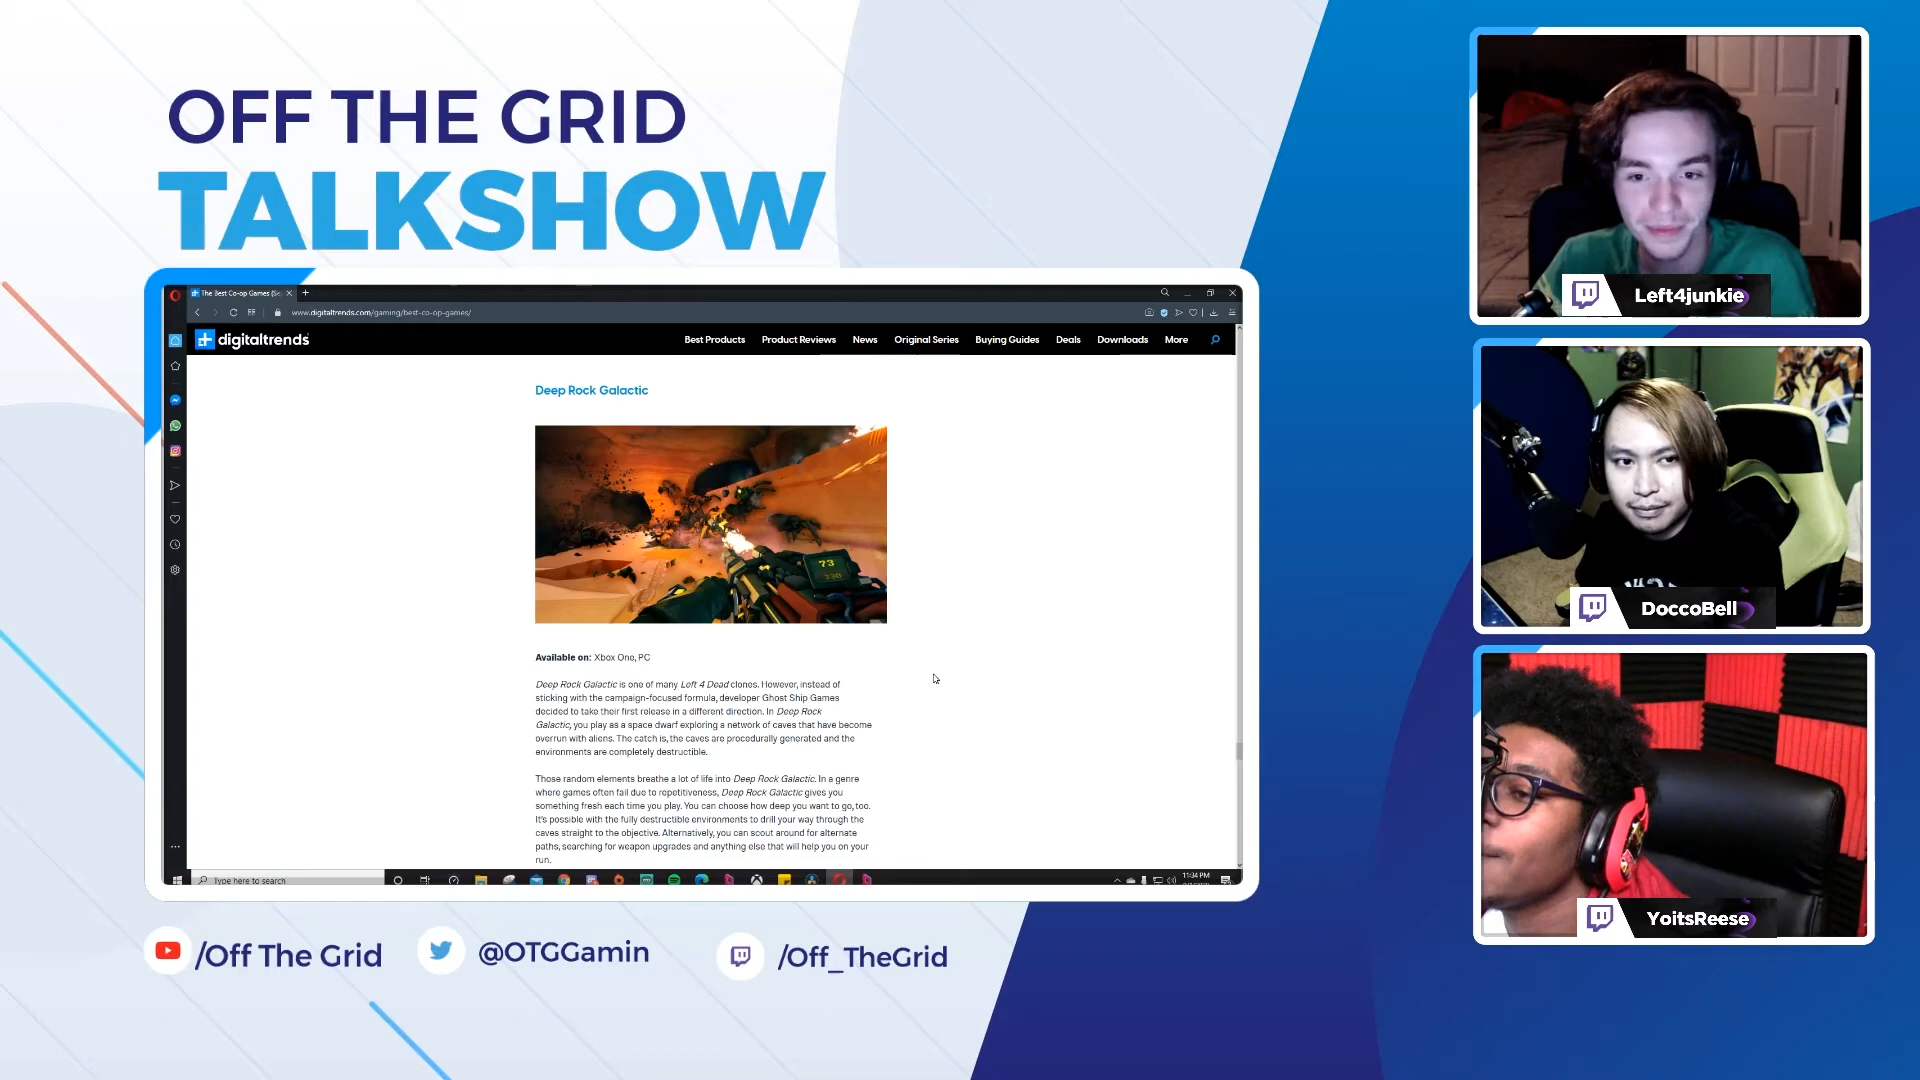 OFF THE GRID
TALKSHOW
The Best Co-op Games (Se
www.digitaltrends.com/gaming/best-co-op-games/
digitaltrends
Best Products
Product Reviews
News
Original Series
Buying Guides
Deals
Downloads
More
Deep Rock Galactic
73
330
Available on: Xbox One, PC
Deep Rock Galactic is one of many Left 4 Dead clones. However, instead of
sticking with the campaign-focused formula, developer Ghost Ship Games
decided to take their first release in a different direction. In Deep Rock
Galactic, you play as a space dwarf exploring a network of caves that have become
overrun with aliens. The catch is, the caves are procedurally generated and the
environments are completely destructible.
Those random elements breathe a lot of life into Deep Rock Galactic. In a genre
where games often fail due to repetitiveness, Deep Rock Galactic gives you
something fresh each time you play. You can choose how deep you want to go, too.
It's possible with the fully destructible environments to drill your way through the
caves straight to the objective. Alternatively, you can scout around for alternate
paths, searching for weapon upgrades and anything else that will help you on your
run.
Type here to search
11:34 PM
Left4junkie
DoccoBell
YoitsReese
/Off The Grid
@OTGGamin
/Off_TheGrid